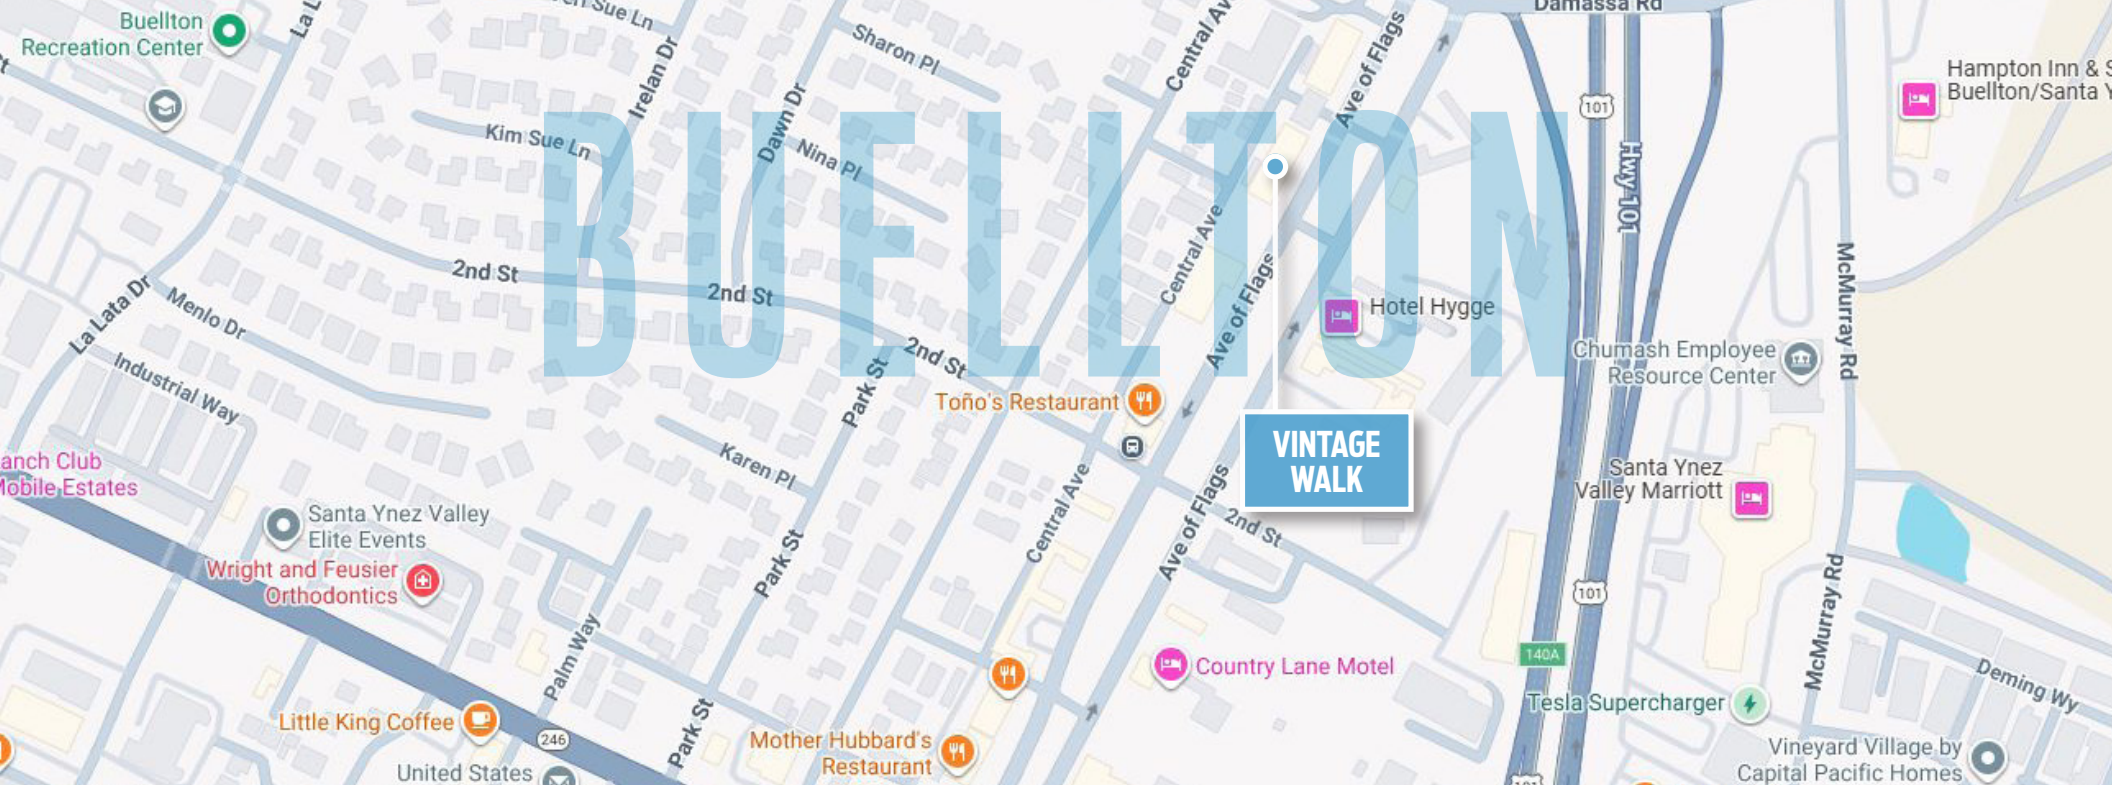 Buellton
Recreation Center
Sue Ln
Irelan Dr
Sharon Pl
Central Av
Ave of Flags
Damassa Rd
Hampton Inn & S
Buellton/Santa Y
Kim Sue Ln
Dawn Dr
Nina Pl
101
Hwy 101
BUELLTON
2nd St
2nd St
Central Ave
Ave of Flags
Hotel Hygge
McMurray Rd
La Lata Dr
Menlo Dr
2nd St
Park St
Chumash Employee
Resource Center
Industrial Way
Toño's Restaurant
VINTAGE
WALK
Karen Pl
anch Club
Mobile Estates
Central Ave
Ave of Flags
2nd St
Santa Ynez
Valley Marriott
Santa Ynez Valley
Elite Events
Wright and Feusier
Orthodontics
Park St
101
McMurray Rd
Palm Way
Country Lane Motel
140A
Deming Wy
Tesla Supercharger
Little King Coffee
246
Park St
Mother Hubbard's
Restaurant
Vineyard Village by
Capital Pacific Homes
United States
101